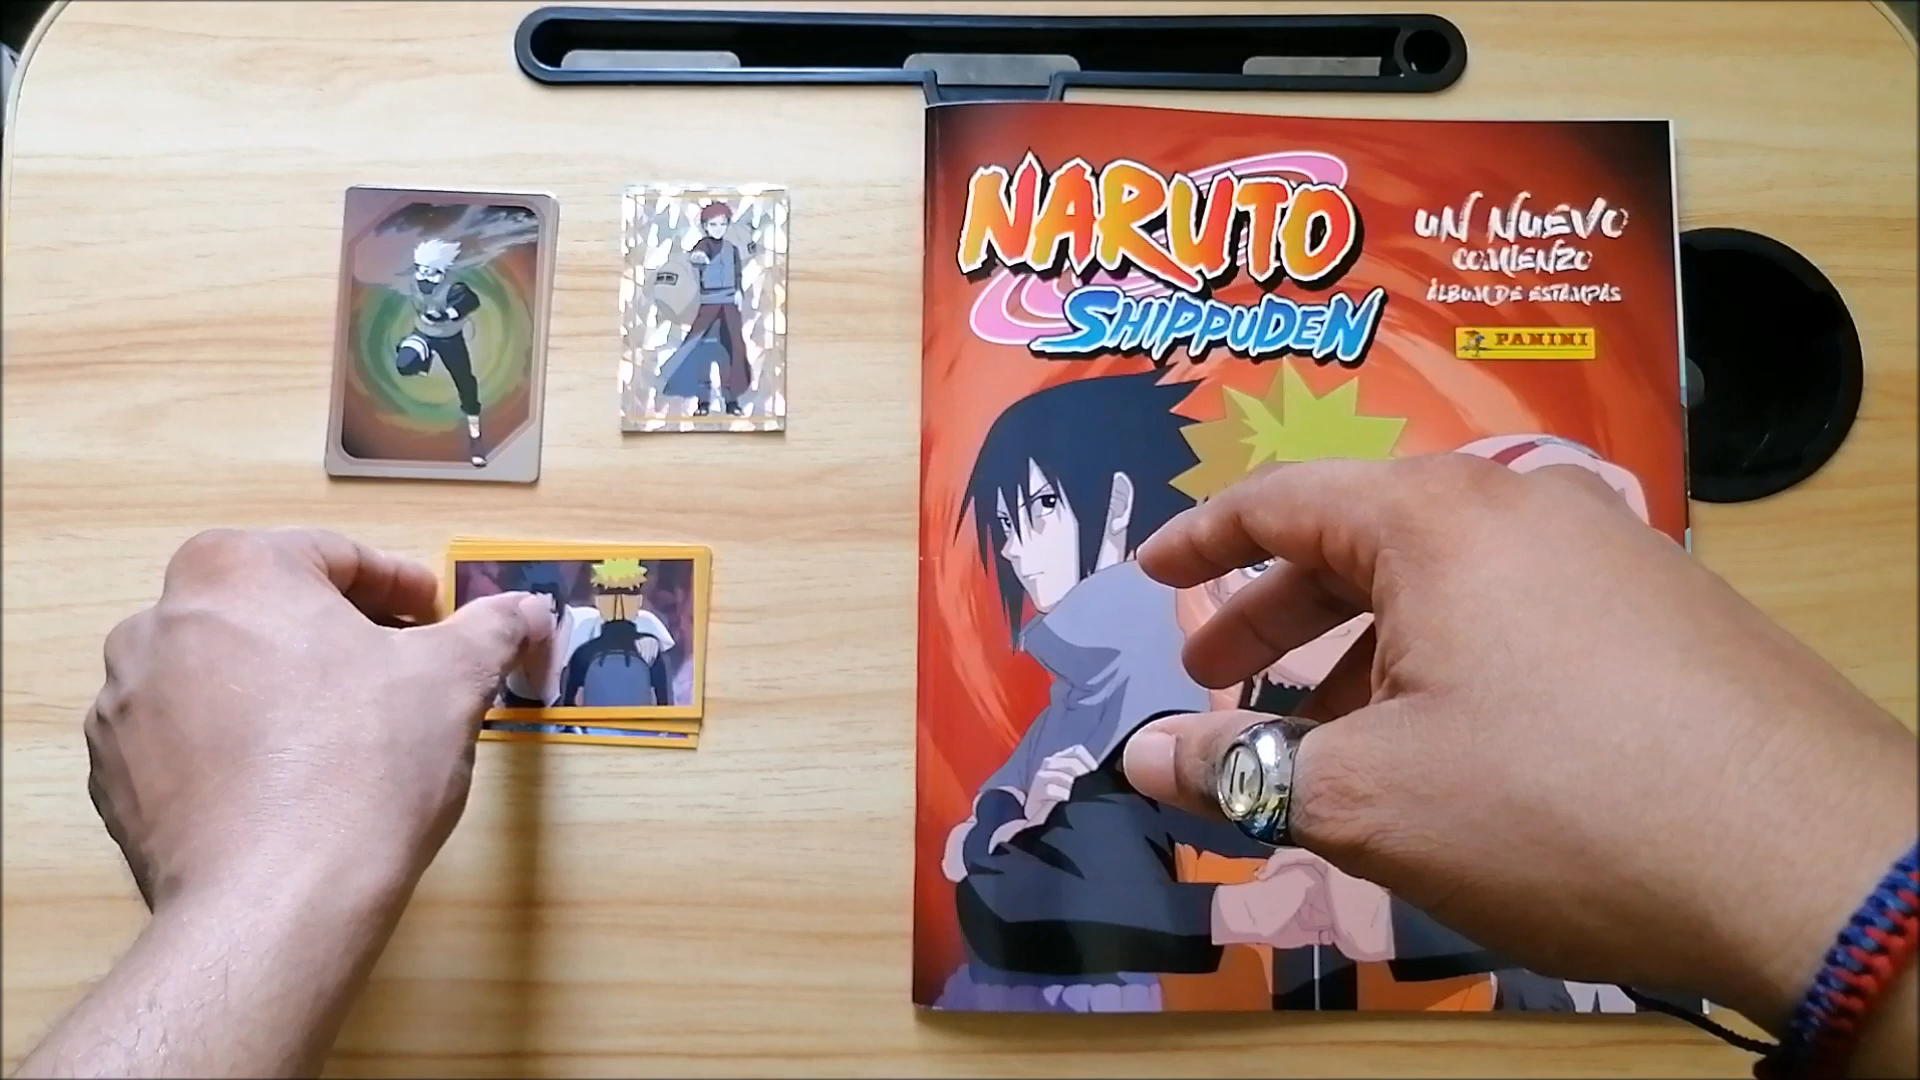 NARUTO
SHIPPUDEN
UN NUEVO
COMIENZO
ÁLBUM DE ESTAMPAS
PANINI